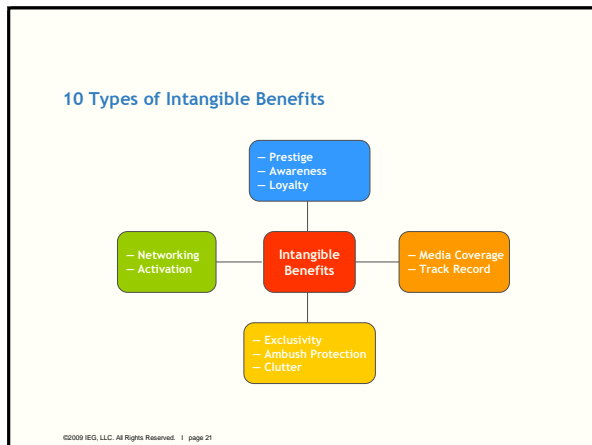 10 Types of Intangible Benefits
— Prestige
— Awareness
— Loyalty
— Networking
— Activation
Intangible
Benefits
— Media Coverage
— Track Record
— Exclusivity
— Ambush Protection
— Clutter
©2009 IEG, LLC. All Rights Reserved. I page 21